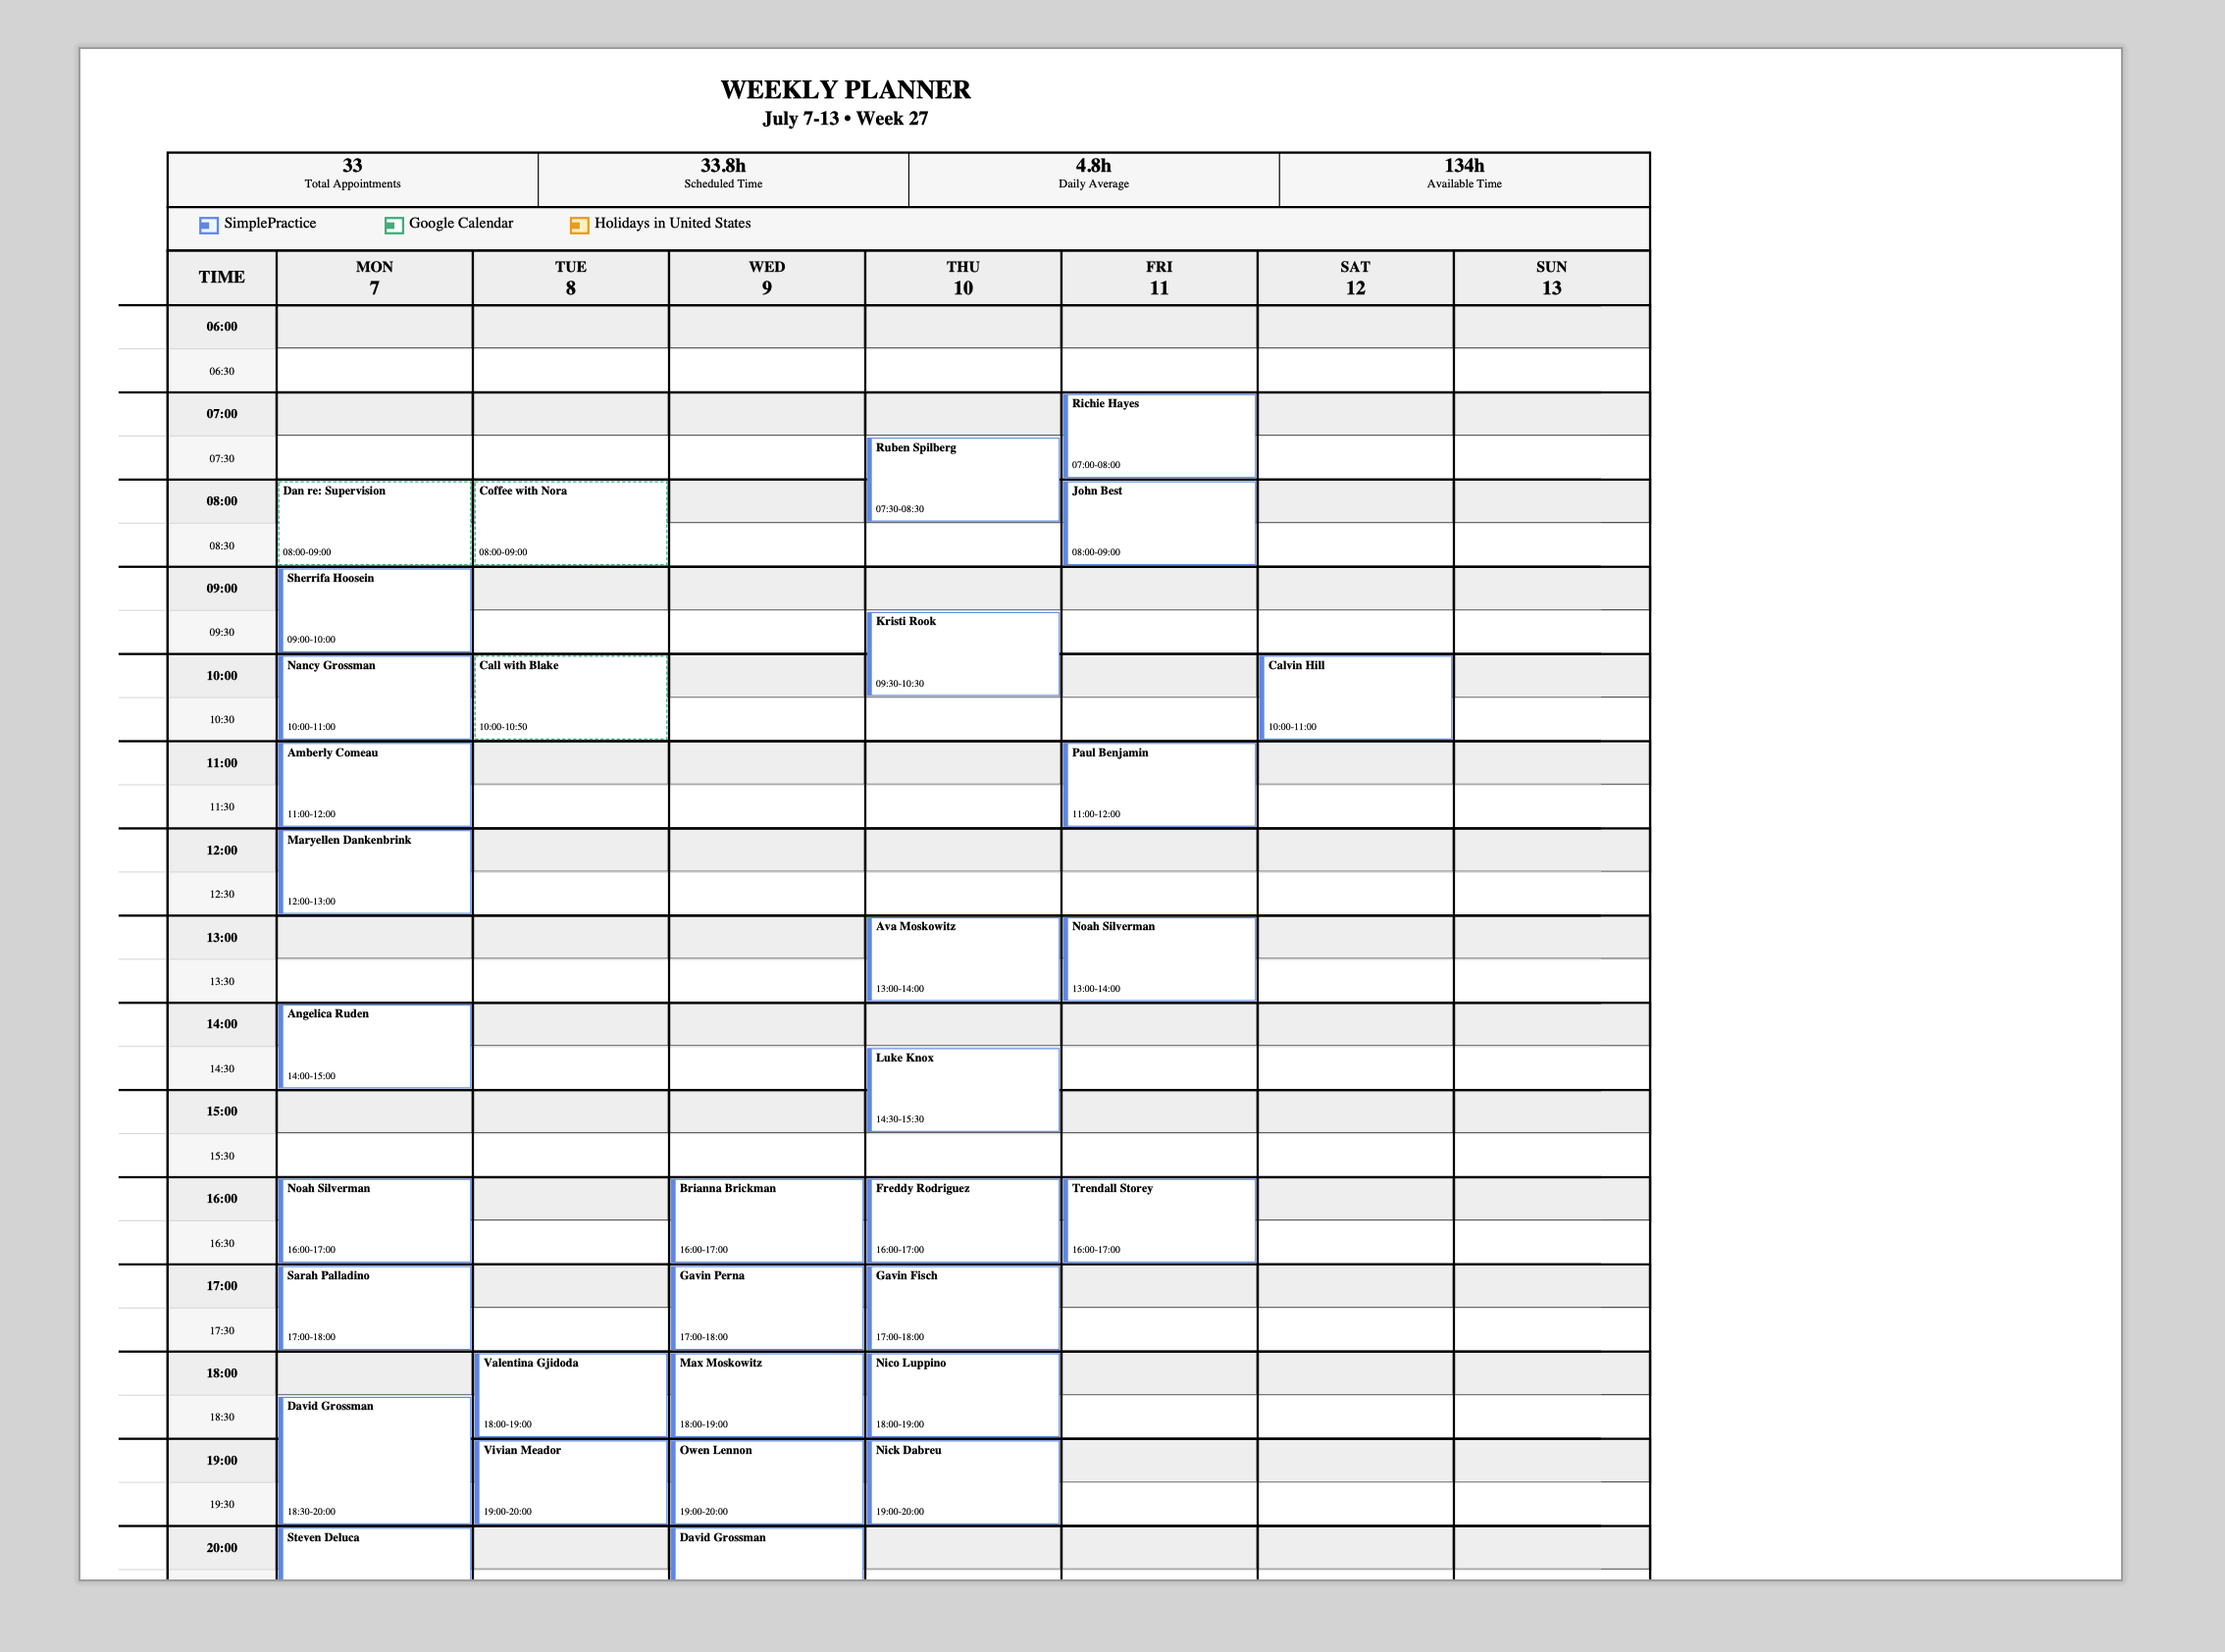 WEEKLY PLANNER
July 7-13 • Week 27
33 33.8h 4.8h 134h
Total Appointments Scheduled Time Daily Average Available Time
SimplePractice Google Calendar Holidays in United States
TIME MON TUE WED THU FRI SAT SUN
7 8 9 10 11 12 13
06:00
06:30
07:00 Richie Hayes
07:30 Ruben Spilberg 07:00-08:00
08:00 Dan re: Supervision Coffee with Nora 07:30-08:30 John Best
08:30 08:00-09:00 08:00-09:00 08:00-09:00
09:00 Sherrifa Hoosein
09:30 09:00-10:00 Kristi Rook
10:00 Nancy Grossman Call with Blake 09:30-10:30 Calvin Hill
10:30 10:00-11:00 10:00-10:50 10:00-11:00
11:00 Amberly Comeau Paul Benjamin
11:30 11:00-12:00 11:00-12:00
12:00 Maryellen Dankenbrink
12:30 12:00-13:00
13:00 Ava Moskowitz Noah Silverman
13:30 13:00-14:00 13:00-14:00
14:00 Angelica Ruden
14:30 14:00-15:00 Luke Knox
15:00 14:30-15:30
15:30
16:00 Noah Silverman Brianna Brickman Freddy Rodriguez Trendall Storey
16:30 16:00-17:00 16:00-17:00 16:00-17:00 16:00-17:00
17:00 Sarah Palladino Gavin Perna Gavin Fisch
17:30 17:00-18:00 17:00-18:00 17:00-18:00
18:00 Valentina Gjidoda Max Moskowitz Nico Luppino
18:30 David Grossman 18:00-19:00 18:00-19:00 18:00-19:00
19:00 Vivian Meador Owen Lennon Nick Dabreu
19:30 18:30-20:00 19:00-20:00 19:00-20:00 19:00-20:00
20:00 Steven Deluca David Grossman